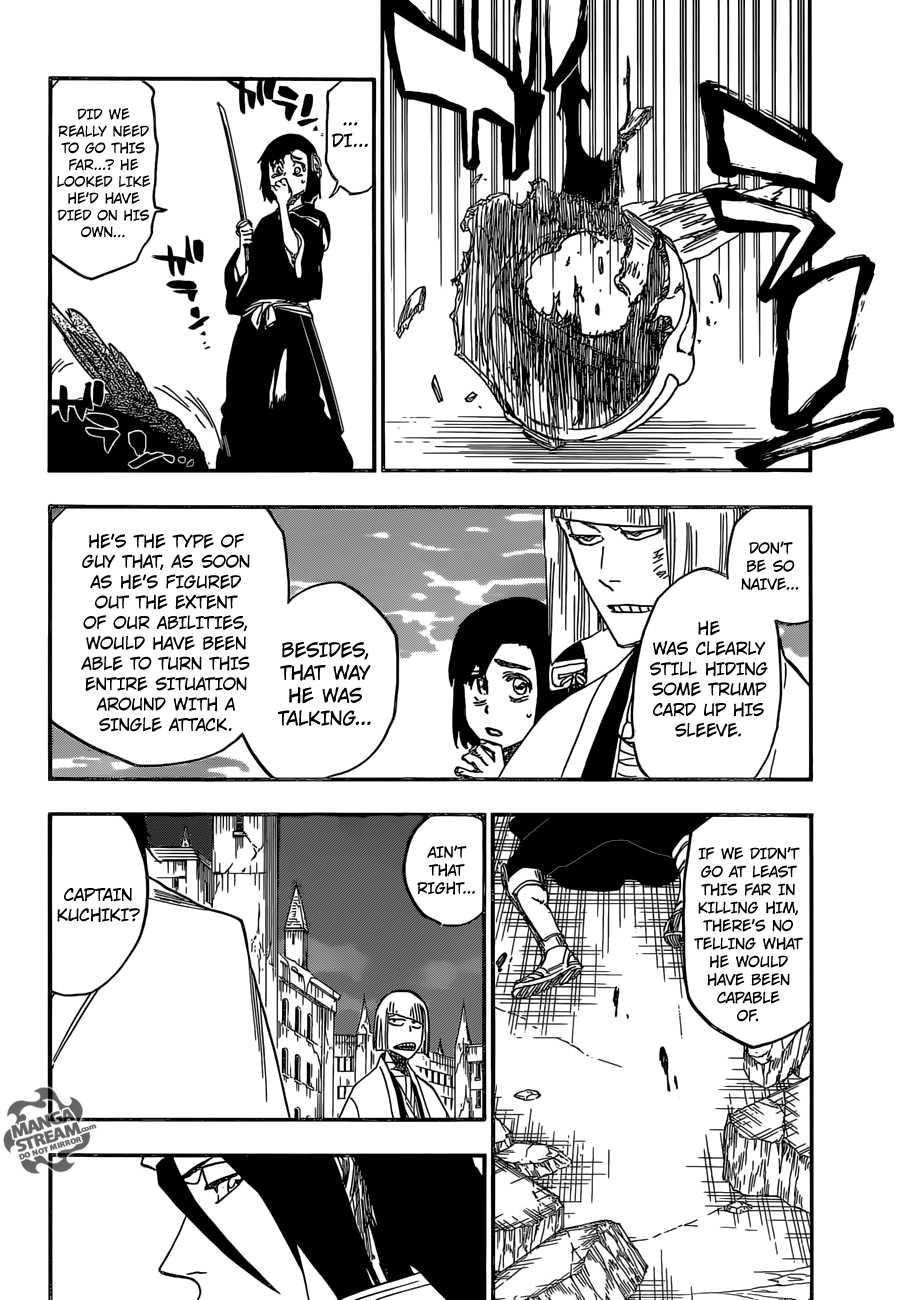 ...
DI...
DID WE
REALLY NEED
TO GO THIS
FAR...? HE
LOOKED LIKE
HE'D HAVE
DIED ON HIS
OWN...
DON'T
BE SO
NAIVE...
HE
WAS CLEARLY
STILL HIDING
SOME TRUMP
CARD UP HIS
SLEEVE.
BESIDES,
THAT WAY
HE WAS
TALKING...
HE'S THE TYPE OF
GUY THAT, AS SOON
AS HE'S FIGURED
OUT THE EXTENT
OF OUR ABILITIES,
WOULD HAVE BEEN
ABLE TO TURN THIS
ENTIRE SITUATION
AROUND WITH A
SINGLE ATTACK.
IF WE DIDN'T
GO AT LEAST
THIS FAR IN
KILLING HIM,
THERE'S NO
TELLING WHAT
HE WOULD
HAVE BEEN
CAPABLE
OF.
AIN'T
THAT
RIGHT...
CAPTAIN
KUCHIKI?
MANGA
STREAM.com
DO NOT MIRROR